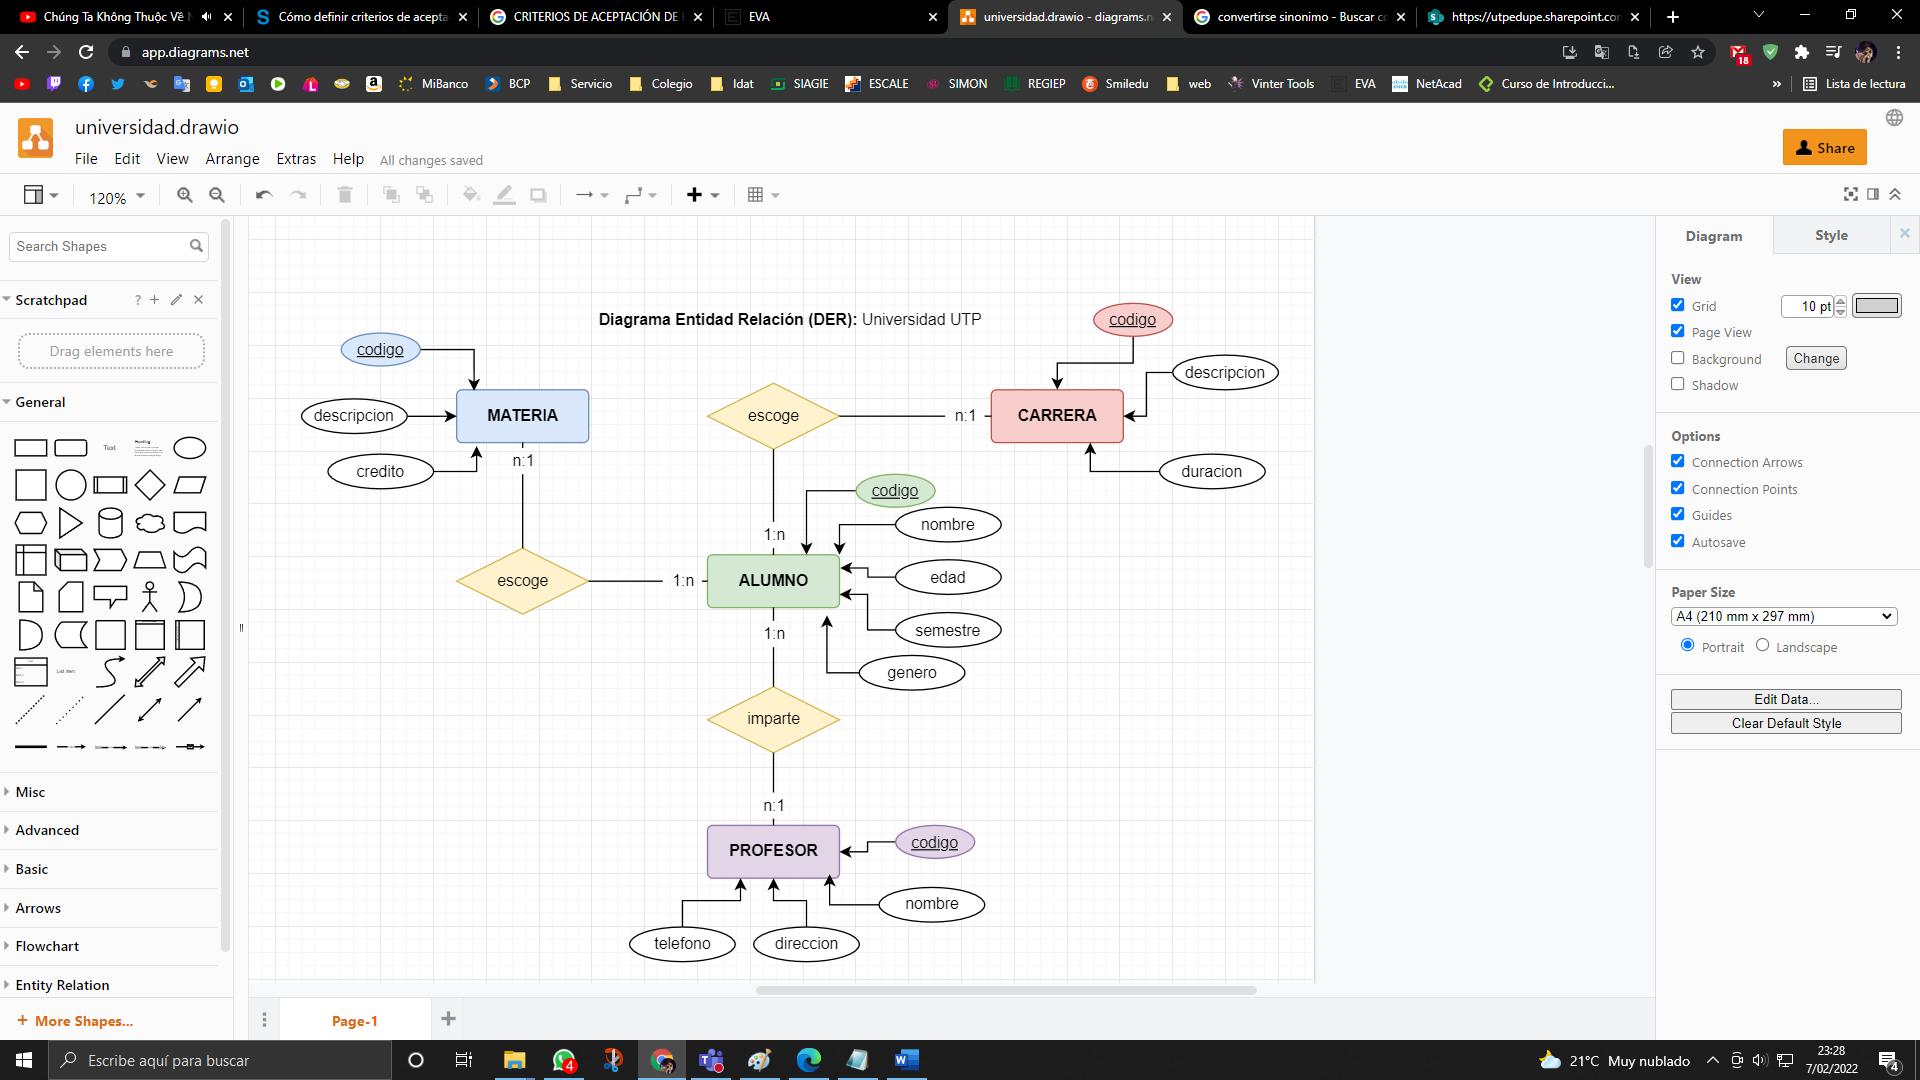 Chúng Ta Không Thuộc Về
Cómo definir criterios de acepta
CRITERIOS DE ACEPTACIÓN DE
EVA
universidad.drawio - diagrams.n
convertirse sinonimo - Buscar c
https://utpedupe.sharepoint.co
app.diagrams.net
18
MiBanco
BCP
Servicio
Colegio
Idat
SIAGIE
ESCALE
SIMON
REGIEP
Smiledu
web
Vinter Tools
EVA
NetAcad
Curso de Introducci...
»
Lista de lectura
universidad.drawio
File Edit View Arrange Extras Help All changes saved
Share
120%
Search Shapes
Scratchpad
?
Drag elements here
General
Text
Heading
List
List Item
Misc
Advanced
Basic
Arrows
Flowchart
Entity Relation
+ More Shapes...
Diagrama Entidad Relación (DER): Universidad UTP
codigo
descripcion
credito
MATERIA
n:1
escoge
1:n
escoge
n:1
CARRERA
codigo
descripcion
duracion
1:n
ALUMNO
codigo
nombre
edad
semestre
genero
1:n
imparte
n:1
PROFESOR
codigo
nombre
telefono
direccion
Page-1
Diagram
Style
View
Grid
10 pt
Page View
Background
Change
Shadow
Options
Connection Arrows
Connection Points
Guides
Autosave
Paper Size
A4 (210 mm x 297 mm)
Portrait
Landscape
Edit Data...
Clear Default Style
Escribe aquí para buscar
4
21°C Muy nublado
23:28
7/02/2022
4